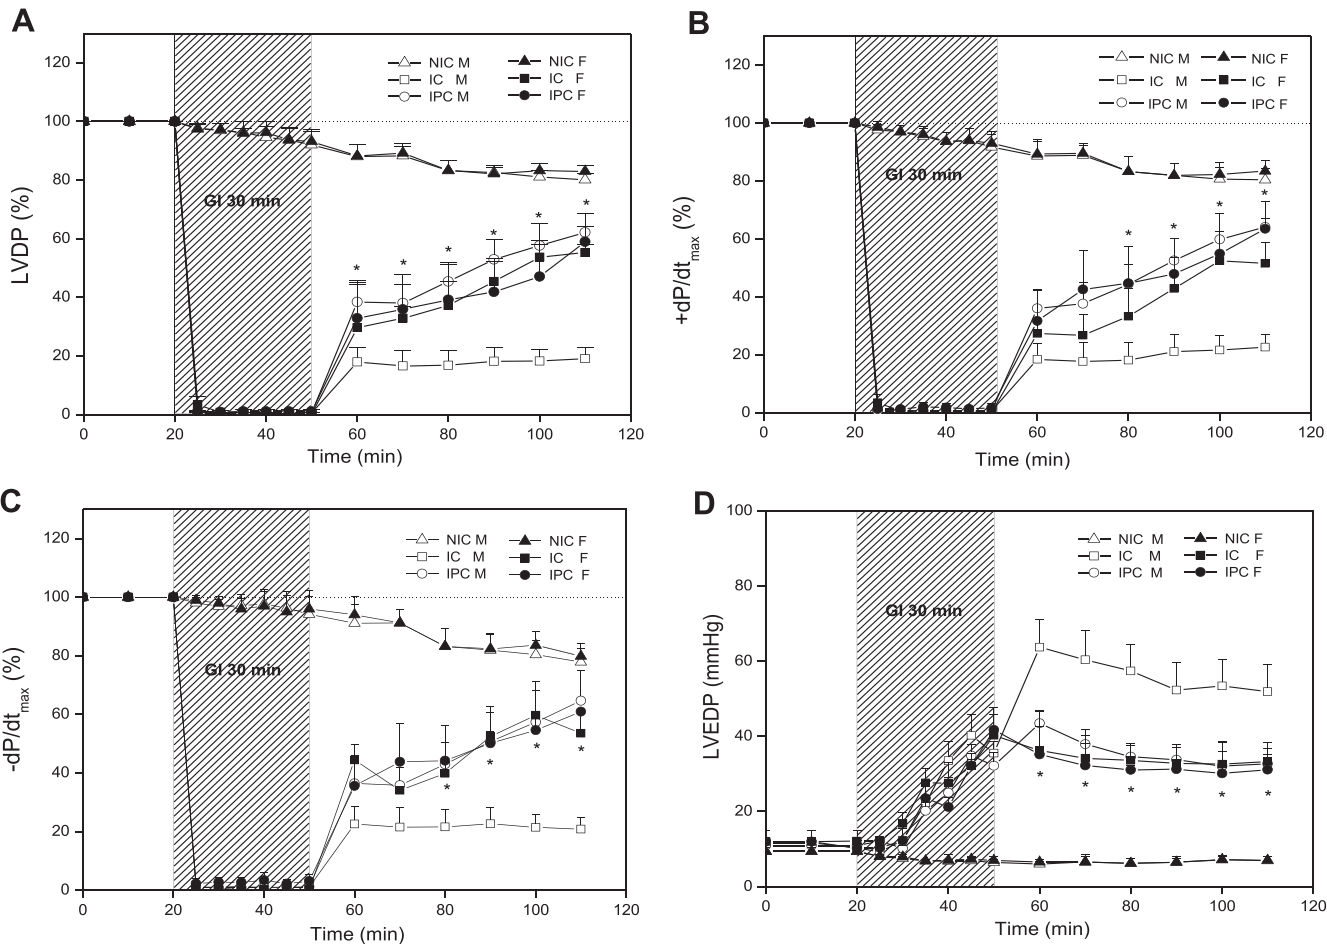 A
120
100
80
60
40
20
0
LVDP (%)
NIC M
NIC F
IC M
IC F
IPC M
IPC F
GI 30 min
* * * * * *
0 20 40 60 80 100 120
Time (min)
B
120
100
80
60
40
20
0
+dP/dtmax (%)
NIC M
NIC F
IC M
IC F
IPC M
IPC F
GI 30 min
* * * *
0 20 40 60 80 100 120
Time (min)
C
120
100
80
60
40
20
0
-dP/dtmax (%)
NIC M
NIC F
IC M
IC F
IPC M
IPC F
GI 30 min
* * * *
0 20 40 60 80 100 120
Time (min)
D
100
80
60
40
20
0
LVEDP (mmHg)
NIC M
NIC F
IC M
IC F
IPC M
IPC F
GI 30 min
* * * * * *
0 20 40 60 80 100 120
Time (min)